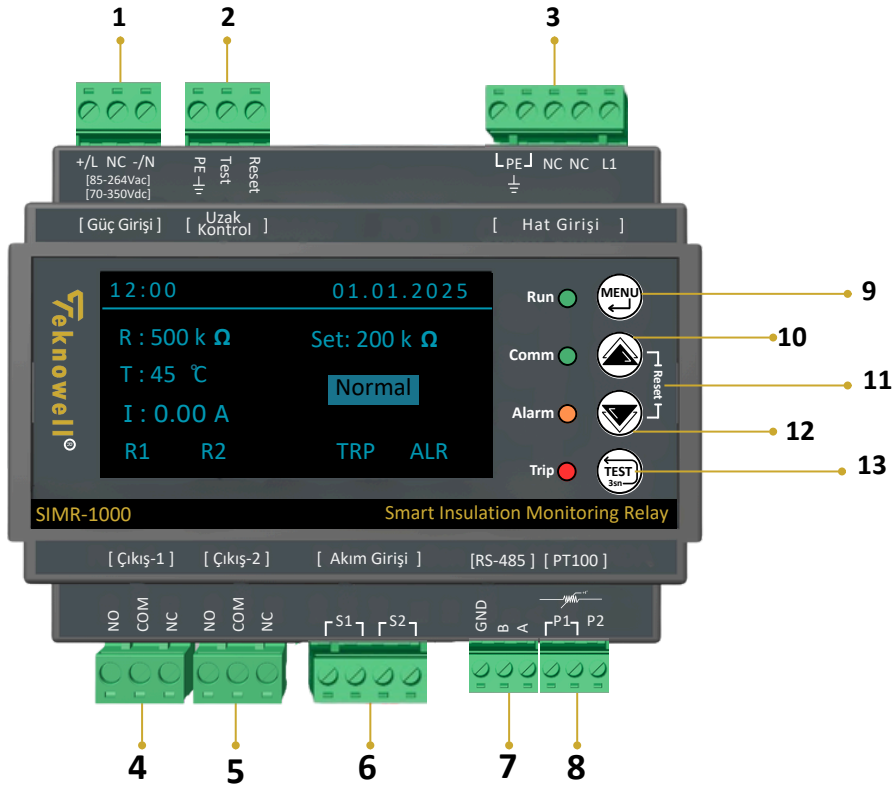 1 2 3
+/L NC -/N
[85-264Vac]
[70-350Vdc]
PE Test Reset
PE NC NC L1
[ Güç Girişi ] [ Uzak Kontrol ] [ Hat Girişi ]
Teknowell®
12:00 01.01.2025
R : 500 k Ω Set: 200 k Ω
T : 45 ℃
Normal
I : 0.00 A
R1 R2 TRP ALR
Run MENU 9
10
Comm
Reset 11
Alarm
12
Trip TEST 13
3sn
SIMR-1000 Smart Insulation Monitoring Relay
[ Çıkış-1 ] [ Çıkış-2 ] [ Akım Girişi ] [RS-485 ] [ PT100 ]
NO COM NC NO COM NC S1 S2 GND B A P1 P2
4 5 6 7 8